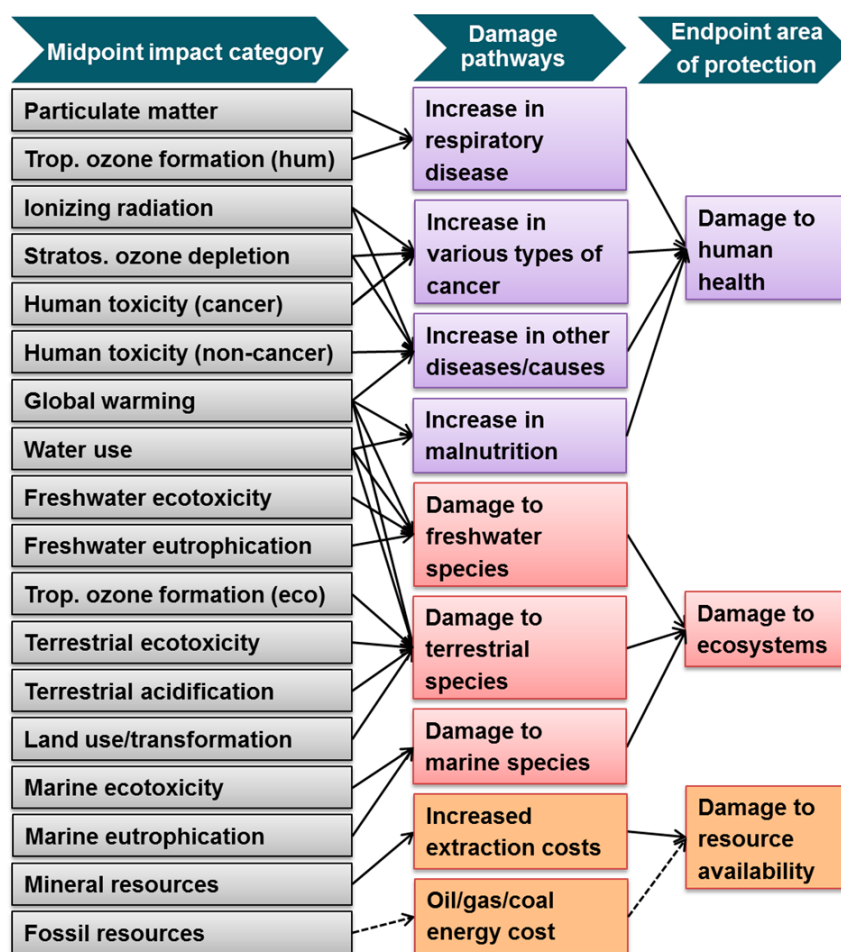 Midpoint impact category
Damage
pathways
Endpoint area
of protection
Particulate matter
Trop. ozone formation (hum)
Ionizing radiation
Stratos. ozone depletion
Human toxicity (cancer)
Human toxicity (non-cancer)
Global warming
Water use
Freshwater ecotoxicity
Freshwater eutrophication
Trop. ozone formation (eco)
Terrestrial ecotoxicity
Terrestrial acidification
Land use/transformation
Marine ecotoxicity
Marine eutrophication
Mineral resources
Fossil resources
Increase in
respiratory
disease
Increase in
various types of
cancer
Increase in other
diseases/causes
Increase in
malnutrition
Damage to
freshwater
species
Damage to
terrestrial
species
Damage to
marine species
Increased
extraction costs
Oil/gas/coal
energy cost
Damage to
human
health
Damage to
ecosystems
Damage to
resource
availability